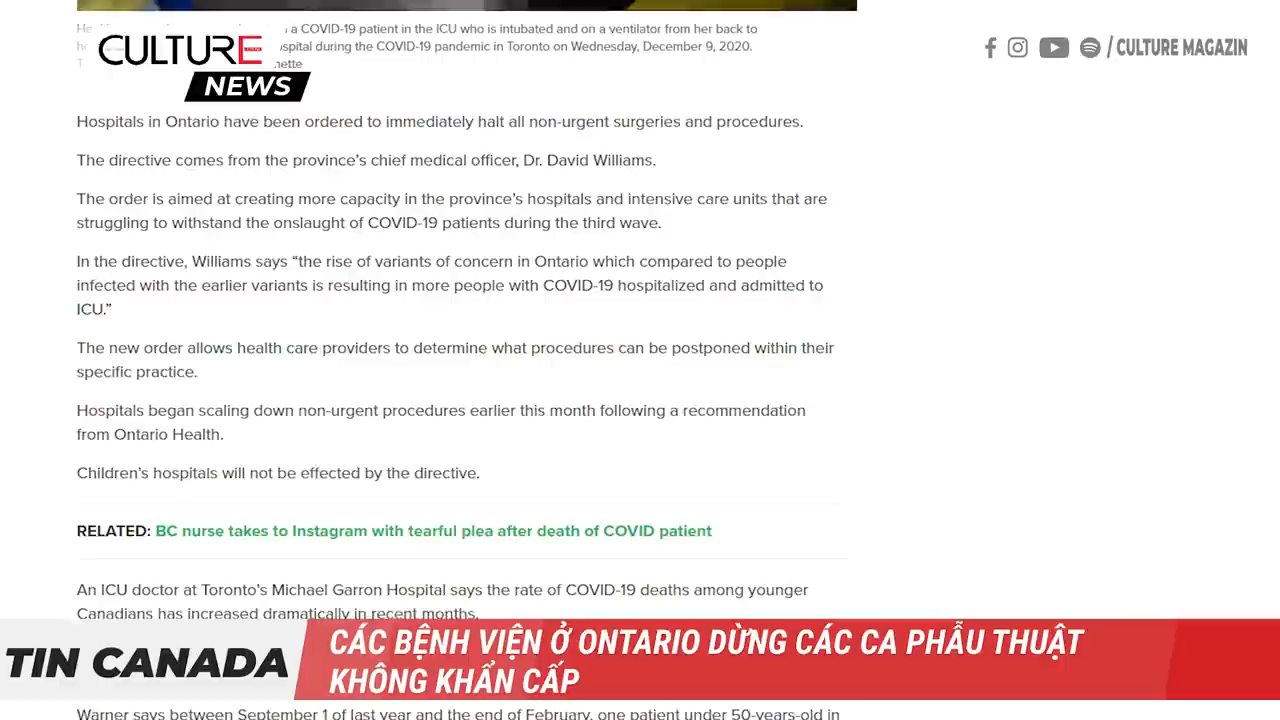 a COVID-19 patient in the ICU who is intubated and on a ventilator from her back to
spital during the COVID-19 pandemic in Toronto on Wednesday, December 9, 2020.
CULTURE
NEWS
/ CULTURE MAGAZIN
Hospitals in Ontario have been ordered to immediately halt all non-urgent surgeries and procedures.
The directive comes from the province's chief medical officer, Dr. David Williams.
The order is aimed at creating more capacity in the province's hospitals and intensive care units that are
struggling to withstand the onslaught of COVID-19 patients during the third wave.
In the directive, Williams says “the rise of variants of concern in Ontario which compared to people
infected with the earlier variants is resulting in more people with COVID-19 hospitalized and admitted to
ICU.”
The new order allows health care providers to determine what procedures can be postponed within their
specific practice.
Hospitals began scaling down non-urgent procedures earlier this month following a recommendation
from Ontario Health.
Children's hospitals will not be effected by the directive.
RELATED: BC nurse takes to Instagram with tearful plea after death of COVID patient
An ICU doctor at Toronto's Michael Garron Hospital says the rate of COVID-19 deaths among younger
Canadians has increased dramatically in recent months.
TIN CANADA
CÁC BỆNH VIỆN Ở ONTARIO DỪNG CÁC CA PHẪU THUẬT
KHÔNG KHẨN CẤP
Warner says between September 1 of last year and the end of February, one patient under 50-years-old in